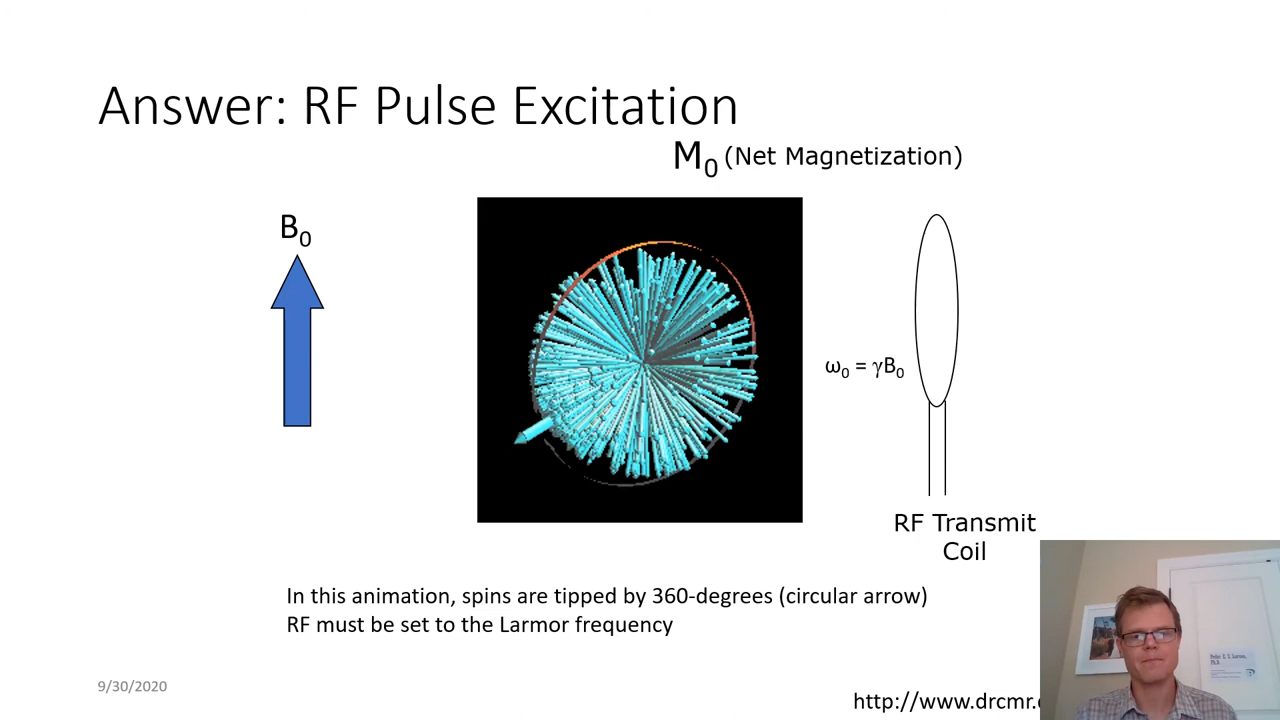 Answer: RF Pulse Excitation
M0 (Net Magnetization)
B0
ω0 = γB0
RF Transmit
Coil
In this animation, spins are tipped by 360-degrees (circular arrow)
RF must be set to the Larmor frequency
9/30/2020
http://www.drcmr.
Ph.D.